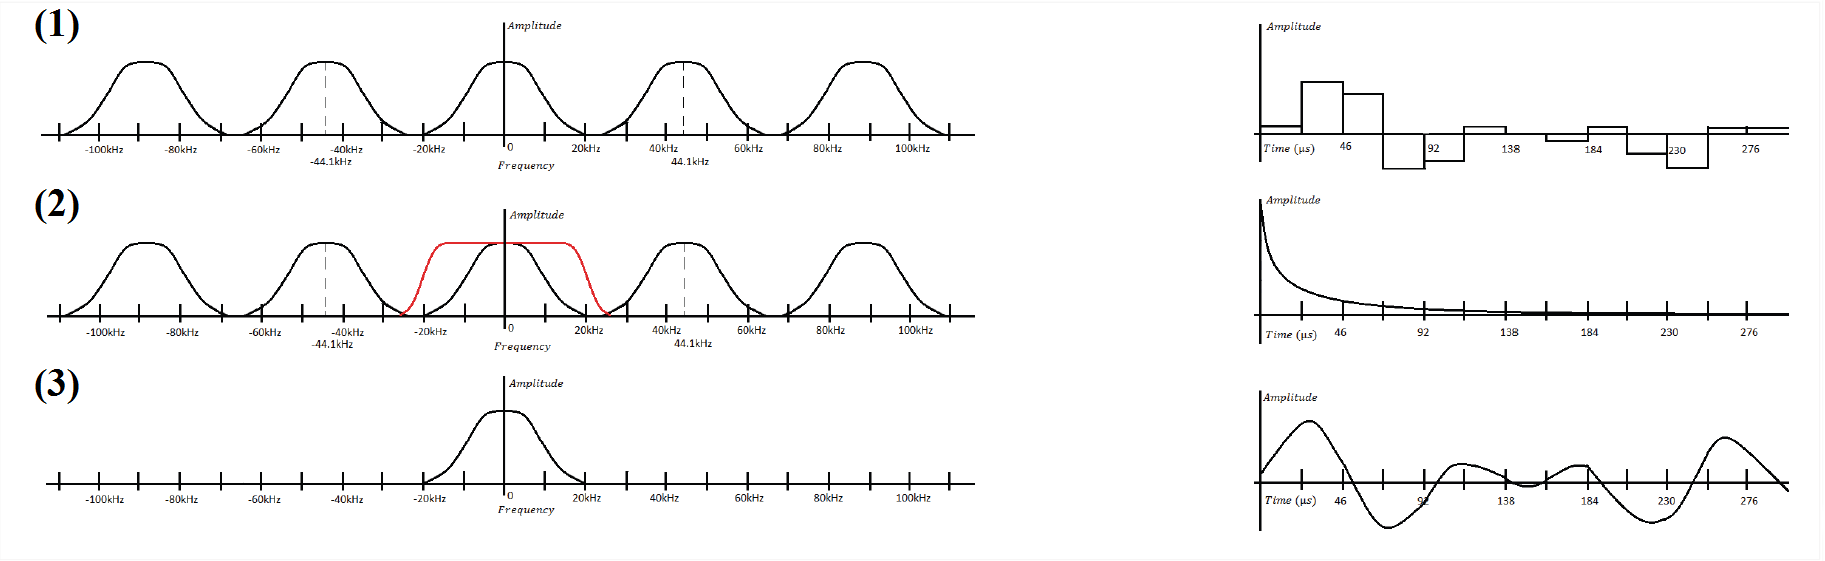 (1)
Amplitude
-100kHz -80kHz -60kHz -40kHz -20kHz 0 20kHz 40kHz 60kHz 80kHz 100kHz
-44.1kHz 44.1kHz
Frequency
Amplitude
Time (μs) 46 92 138 184 230 276
(2)
Amplitude
-100kHz -80kHz -60kHz -40kHz -20kHz 0 20kHz 40kHz 60kHz 80kHz 100kHz
-44.1kHz 44.1kHz
Frequency
Amplitude
Time (μs) 46 92 138 184 230 276
(3)
Amplitude
-100kHz -80kHz -60kHz -40kHz -20kHz 0 20kHz 40kHz 60kHz 80kHz 100kHz
Frequency
Amplitude
Time (μs) 46 92 138 184 230 276